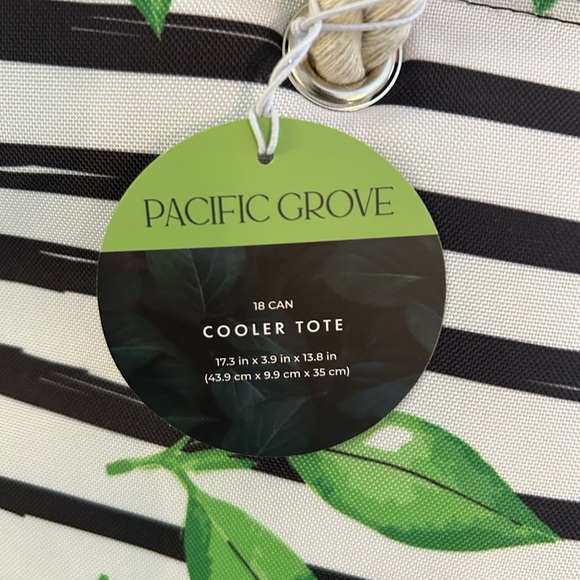 PACIFIC GROVE
18 CAN
COOLER TOTE
17.3 in x 3.9 in x 13.8 in
(43.9 cm x 9.9 cm x 35 cm)